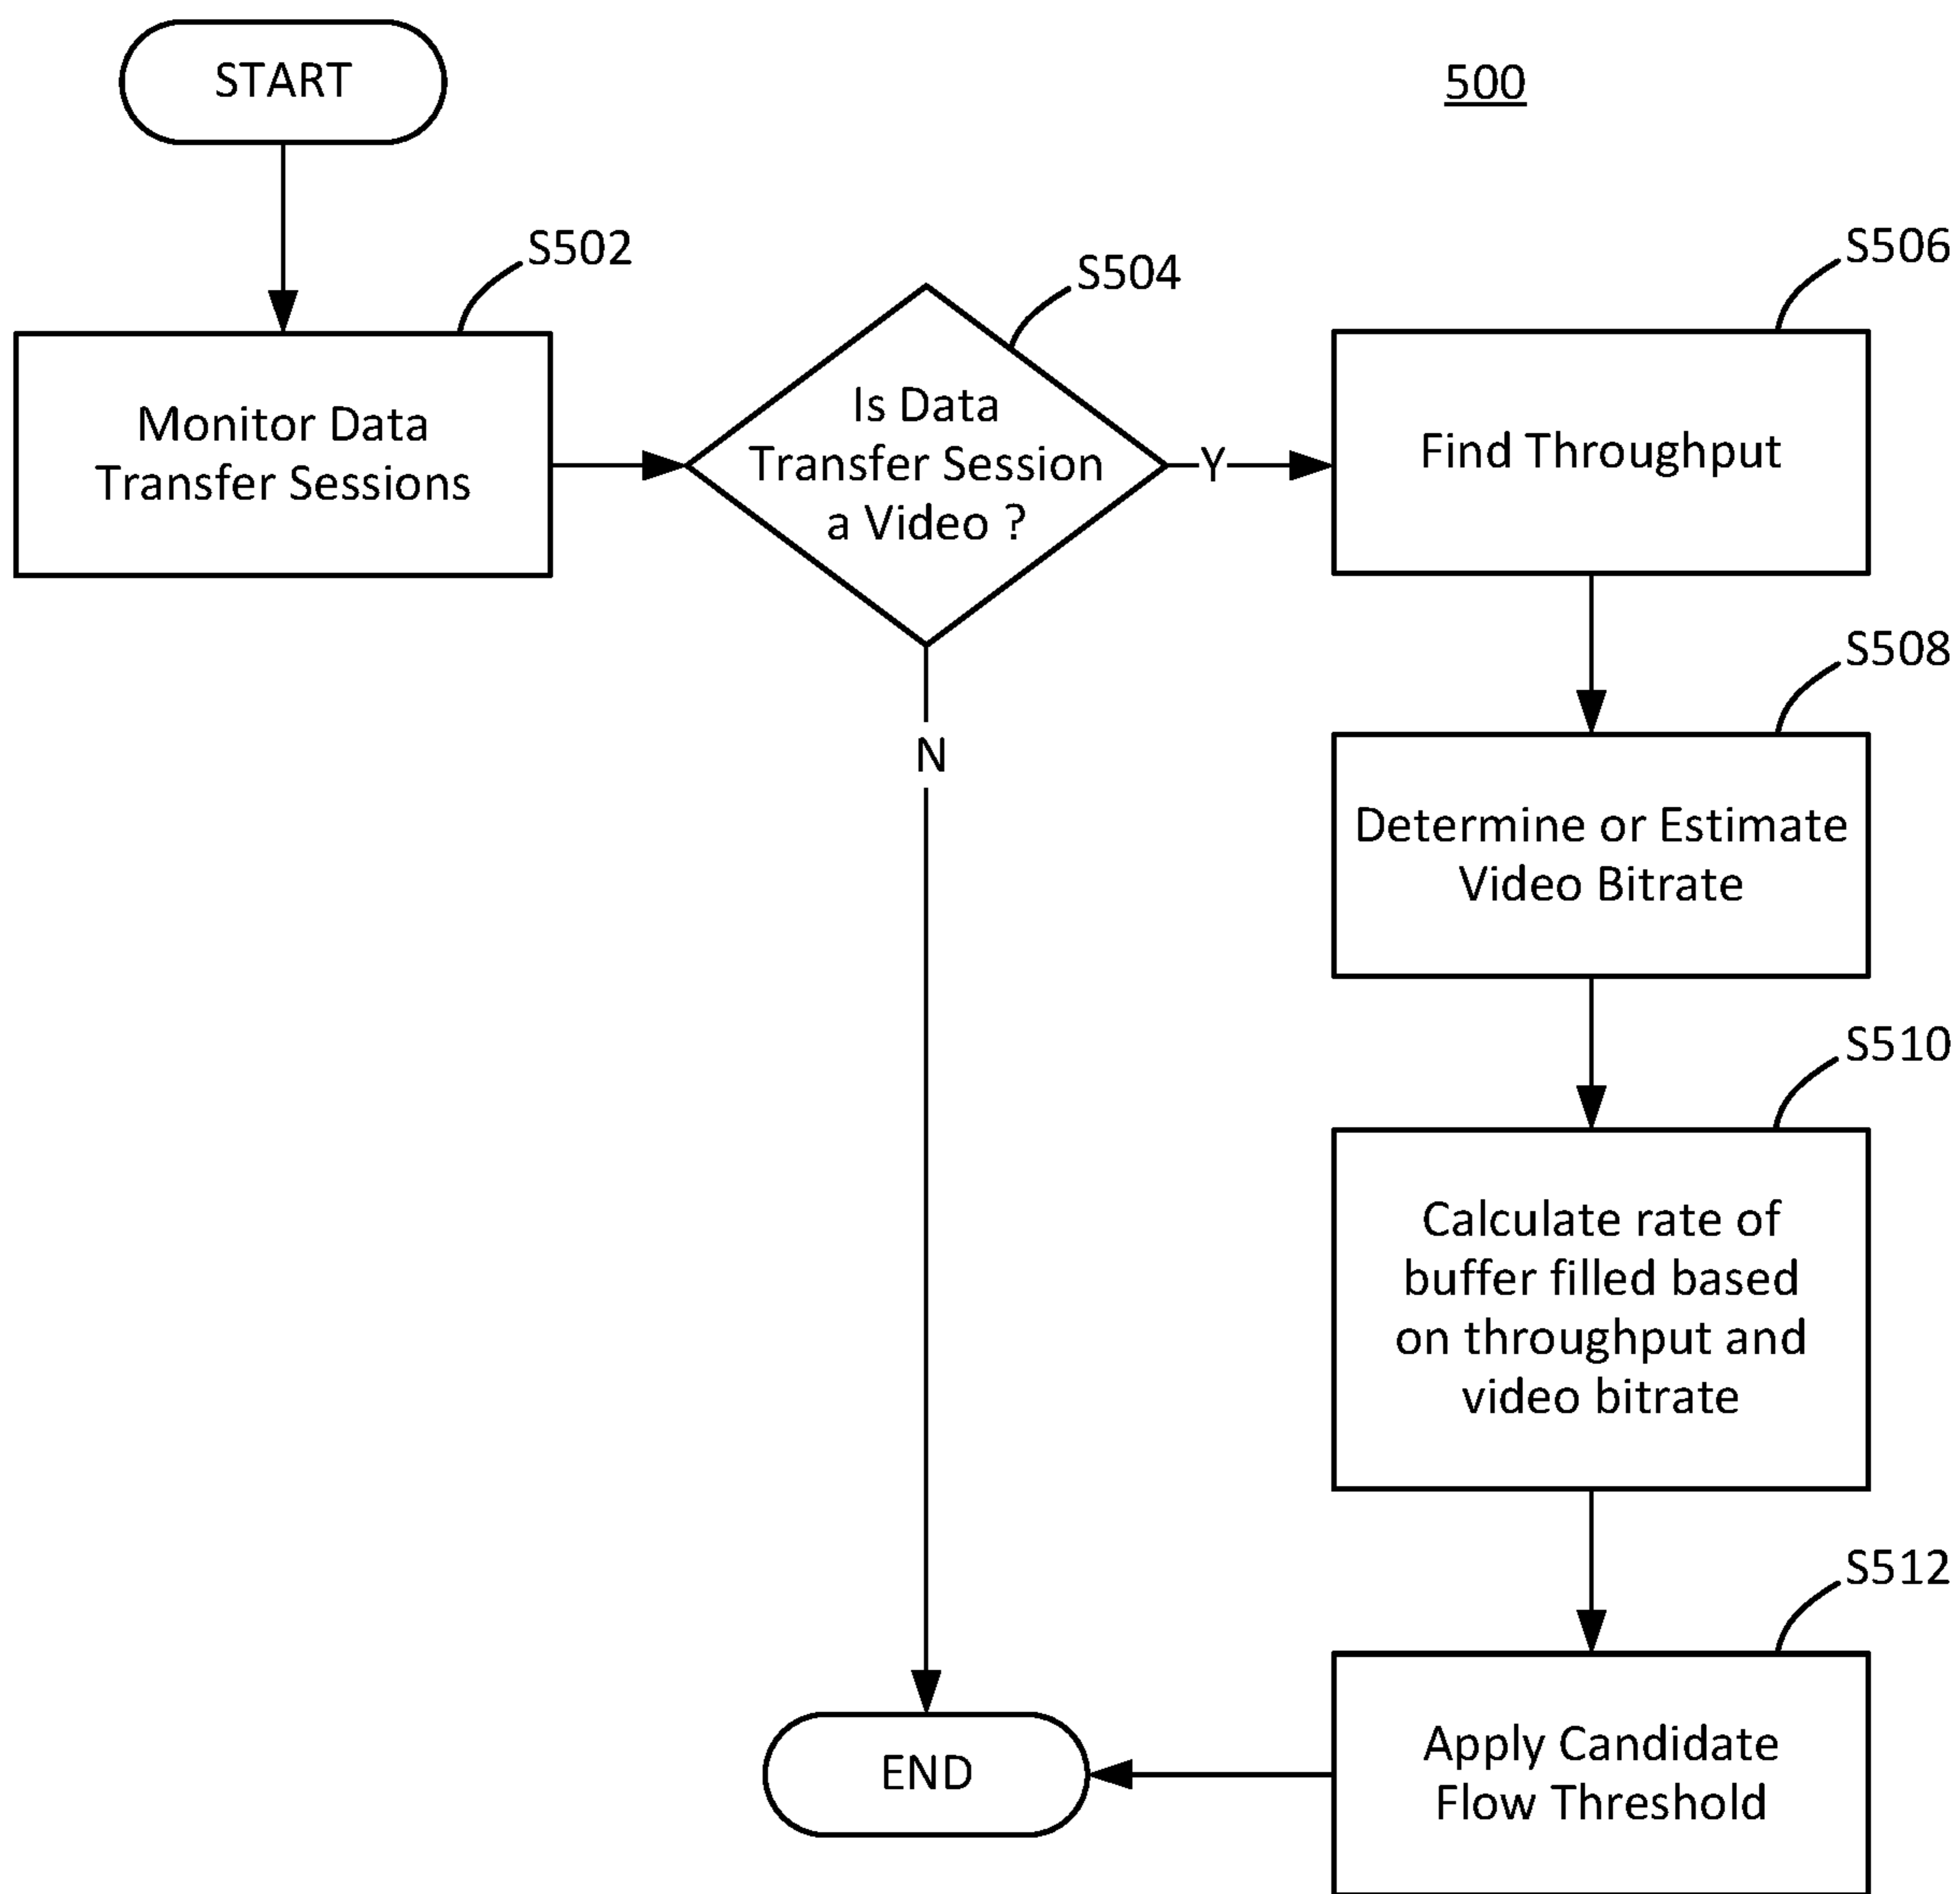 START
500
S502
Monitor Data
Transfer Sessions
S504
Is Data
Transfer Session
a Video ?
Y
N
S506
Find Throughput
S508
Determine or Estimate
Video Bitrate
S510
Calculate rate of
buffer filled based
on throughput and
video bitrate
S512
Apply Candidate
Flow Threshold
END